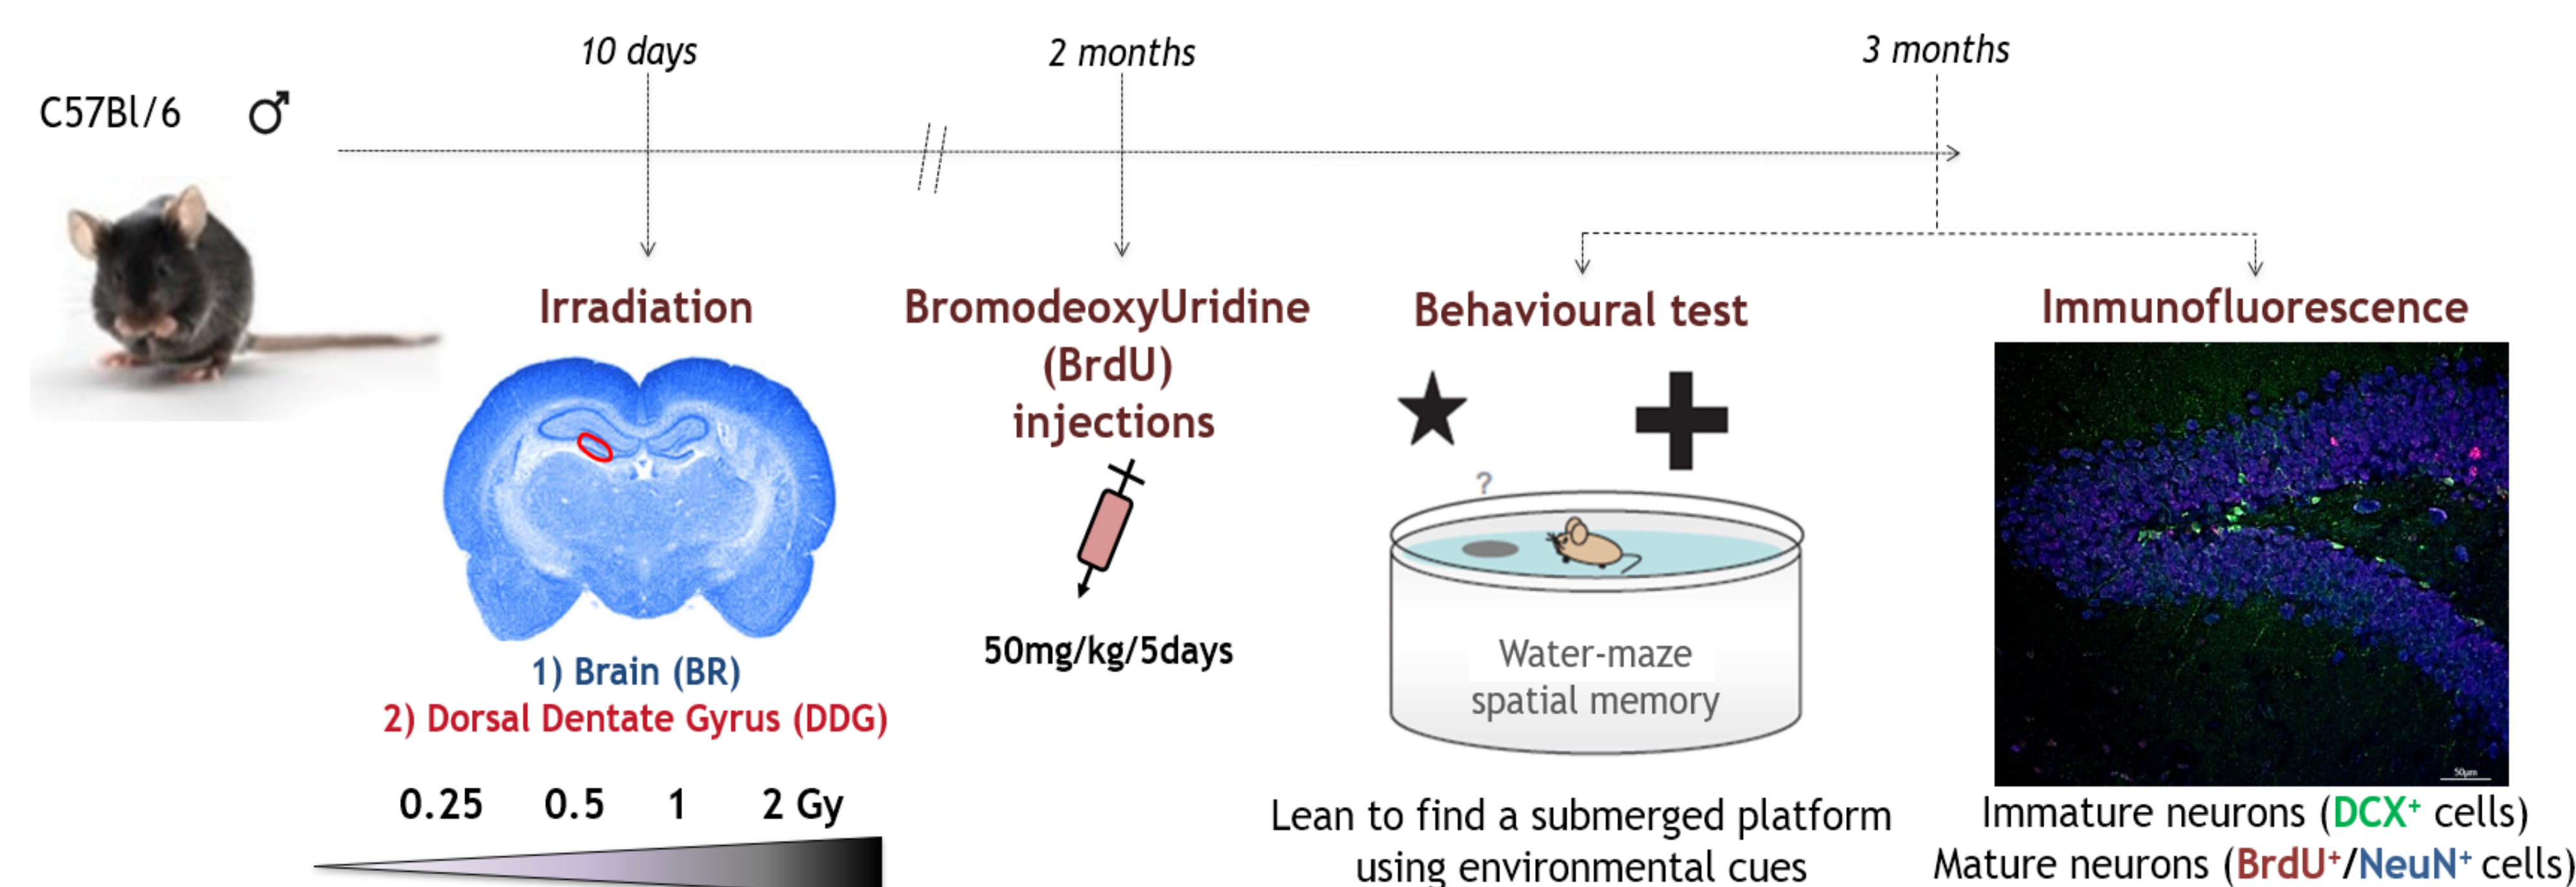 10 days
2 months
3 months
C57Bl/6 ♂
Irradiation
BromodeoxyUridine
(BrdU)
injections
Behavioural test
Immunofluorescence
?
50mg/kg/5days
Water-maze
spatial memory
1) Brain (BR)
2) Dorsal Dentate Gyrus (DDG)
0.25 0.5 1 2 Gy
Lean to find a submerged platform
using environmental cues
50µm
Immature neurons (DCX⁺ cells)
Mature neurons (BrdU⁺/NeuN⁺ cells)